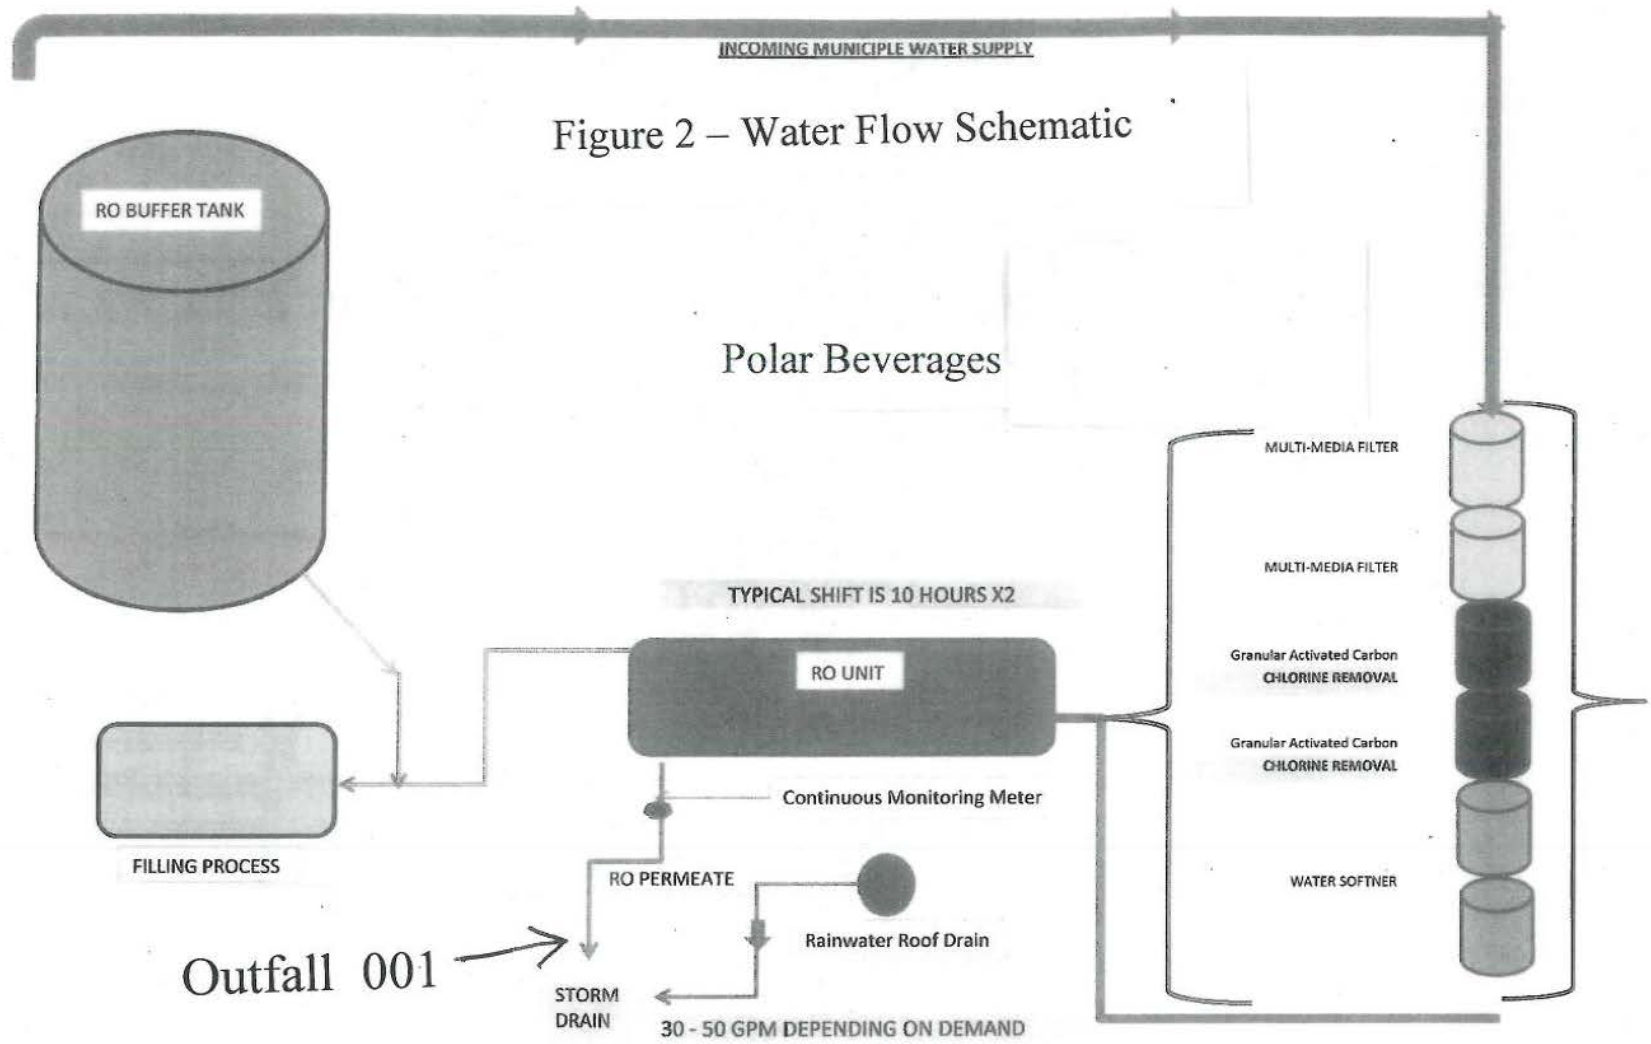 INCOMING MUNICIPLE WATER SUPPLY
Figure 2 – Water Flow Schematic
RO BUFFER TANK
Polar Beverages
MULTI-MEDIA FILTER
MULTI-MEDIA FILTER
TYPICAL SHIFT IS 10 HOURS X2
Granular Activated Carbon
CHLORINE REMOVAL
RO UNIT
Granular Activated Carbon
CHLORINE REMOVAL
Continuous Monitoring Meter
FILLING PROCESS
RO PERMEATE
WATER SOFTNER
Rainwater Roof Drain
Outfall 001
STORM
DRAIN
30 - 50 GPM DEPENDING ON DEMAND